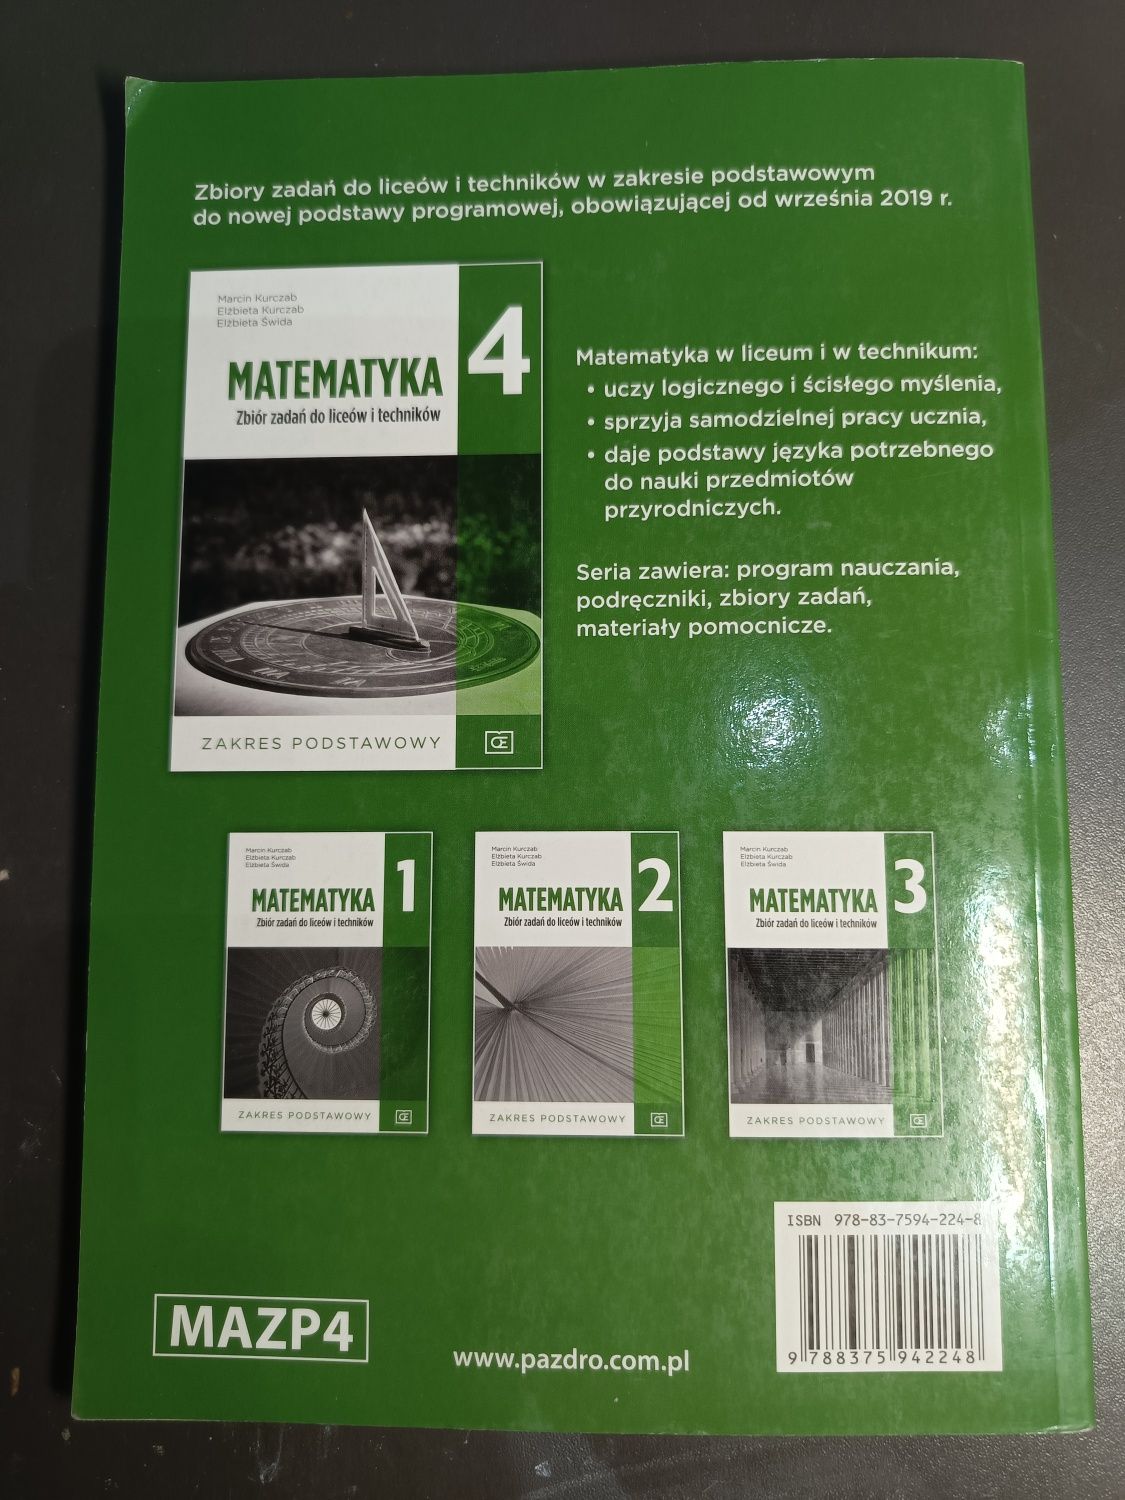 Zbiory zadań do liceów i techników w zakresie podstawowym
do nowej podstawy programowej, obowiązującej od września 2019 r.
Marcin Kurczab
Elżbieta Kurczab
Elżbieta Świda
MATEMATYKA
4
Zbiór zadań do liceów i techników
ZAKRES PODSTAWOWY
Œ
Matematyka w liceum i w technikum:
• uczy logicznego i ścisłego myślenia,
• sprzyja samodzielnej pracy ucznia,
• daje podstawy języka potrzebnego
do nauki przedmiotów
przyrodniczych.
Seria zawiera: program nauczania,
podręczniki, zbiory zadań,
materiały pomocnicze.
Marcin Kurczab
Elżbieta Kurczab
Elżbieta Świda
MATEMATYKA
1
Zbiór zadań do liceów i techników
ZAKRES PODSTAWOWY
Œ
Marcin Kurczab
Elżbieta Kurczab
Elżbieta Świda
MATEMATYKA
2
Zbiór zadań do liceów i techników
ZAKRES PODSTAWOWY
Œ
Marcin Kurczab
Elżbieta Kurczab
Elżbieta Świda
MATEMATYKA
3
Zbiór zadań do liceów i techników
ZAKRES PODSTAWOWY
Œ
ISBN 978-83-7594-224-8
9 788375 942248
MAZP4
www.pazdro.com.pl